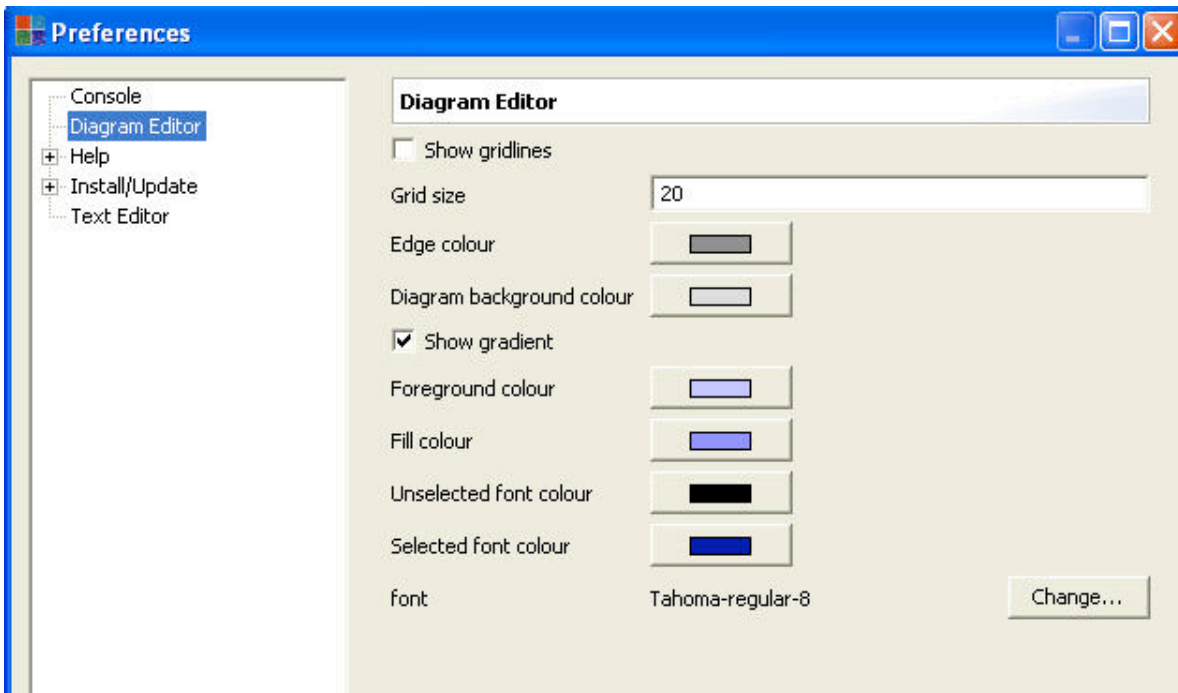 Preferences
Console
Diagram Editor
Help
Install/Update
Text Editor
Diagram Editor
Show gridlines
Grid size 20
Edge colour
Diagram background colour
Show gradient
Foreground colour
Fill colour
Unselected font colour
Selected font colour
font Tahoma-regular-8 Change...